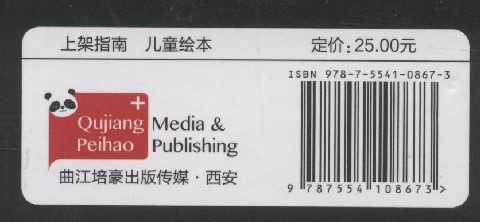 上架指南 儿童绘本 定价: 25.00元
ISBN 978-7-5541-0867-3
Qujiang Media &
Peihao Publishing
曲江培豪出版传媒·西安
9 787554 108673 >